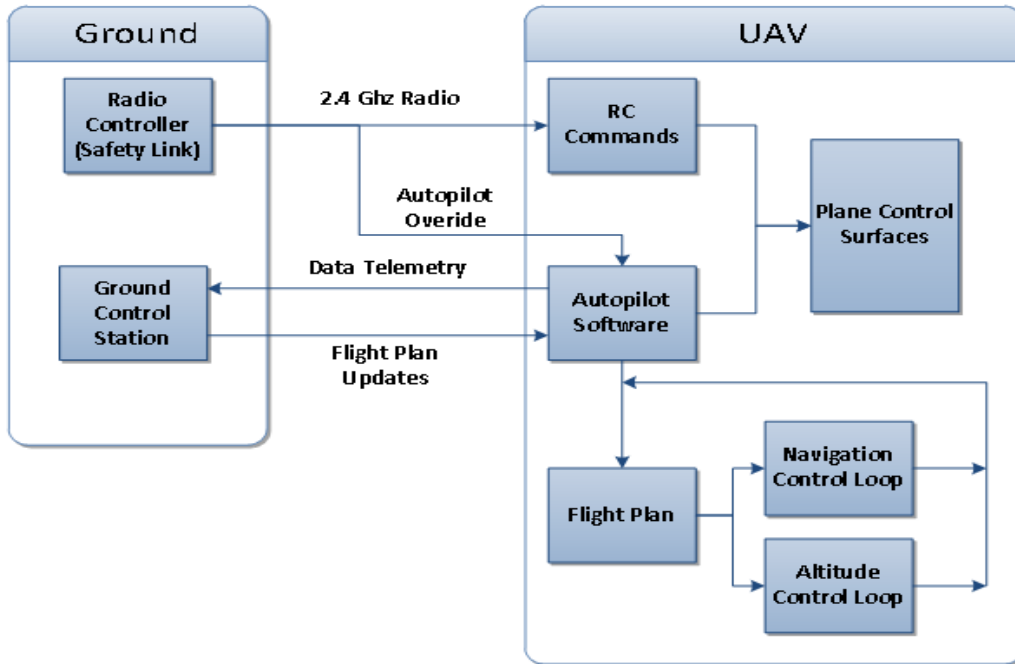 Ground
UAV
Radio
Controller
(Safety Link)
2.4 Ghz Radio
RC
Commands
Plane Control
Surfaces
Autopilot
Overide
Data Telemetry
Ground
Control
Station
Autopilot
Software
Flight Plan
Updates
Flight Plan
Navigation
Control Loop
Altitude
Control Loop